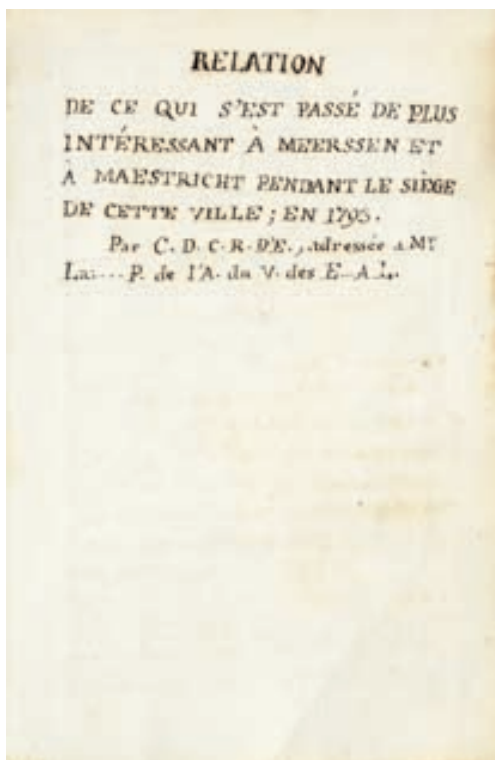 RELATION
DE CE QUI S'EST PASSÉ DE PLUS
INTÉRESSANT À MEERSSEN ET
À MAESTRICHT PENDANT LE SIÈGE
DE CETTE VILLE ; EN 1793.
Par C. D. C. R. D'E., adressée a Mr
La.... P. de l'A. du V. des E. A L.